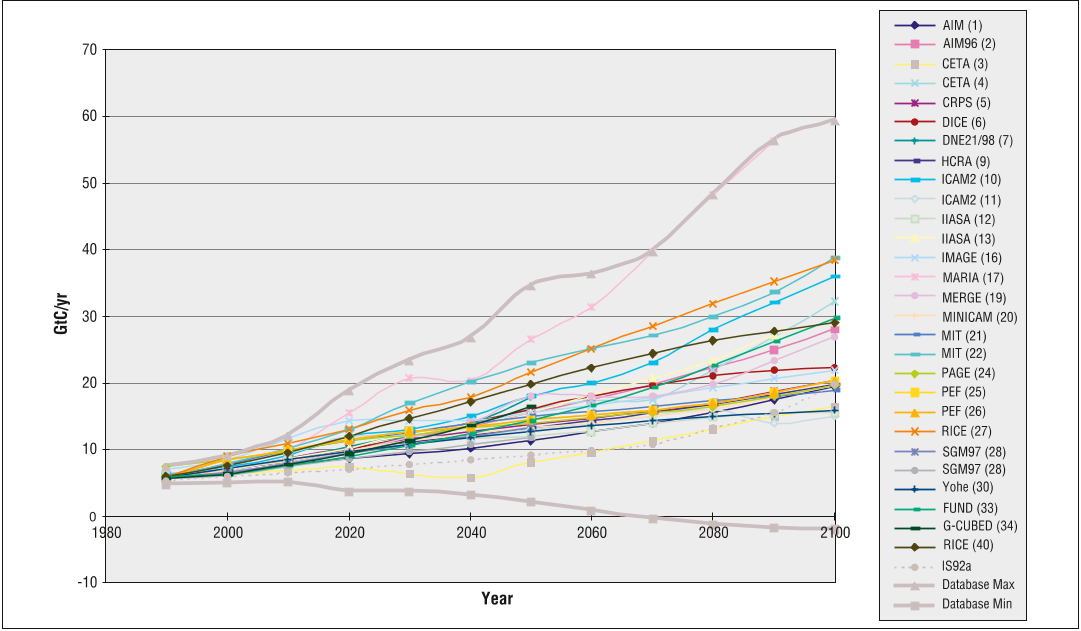 70
60
50
40
30
20
10
0
-10
GtC/yr
1980
2000
2020
2040
2060
2080
2100
Year
AIM (1)
AIM96 (2)
CETA (3)
CETA (4)
CRPS (5)
DICE (6)
DNE21/98 (7)
HCRA (9)
ICAM2 (10)
ICAM2 (11)
IIASA (12)
IIASA (13)
IMAGE (16)
MARIA (17)
MERGE (19)
MINICAM (20)
MIT (21)
MIT (22)
PAGE (24)
PEF (25)
PEF (26)
RICE (27)
SGM97 (28)
SGM97 (28)
Yohe (30)
FUND (33)
G-CUBED (34)
RICE (40)
IS92a
Database Max
Database Min